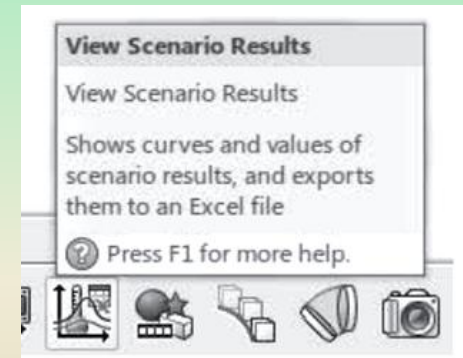 View Scenario Results
View Scenario Results
Shows curves and values of
scenario results, and exports
them to an Excel file
Press F1 for more help.